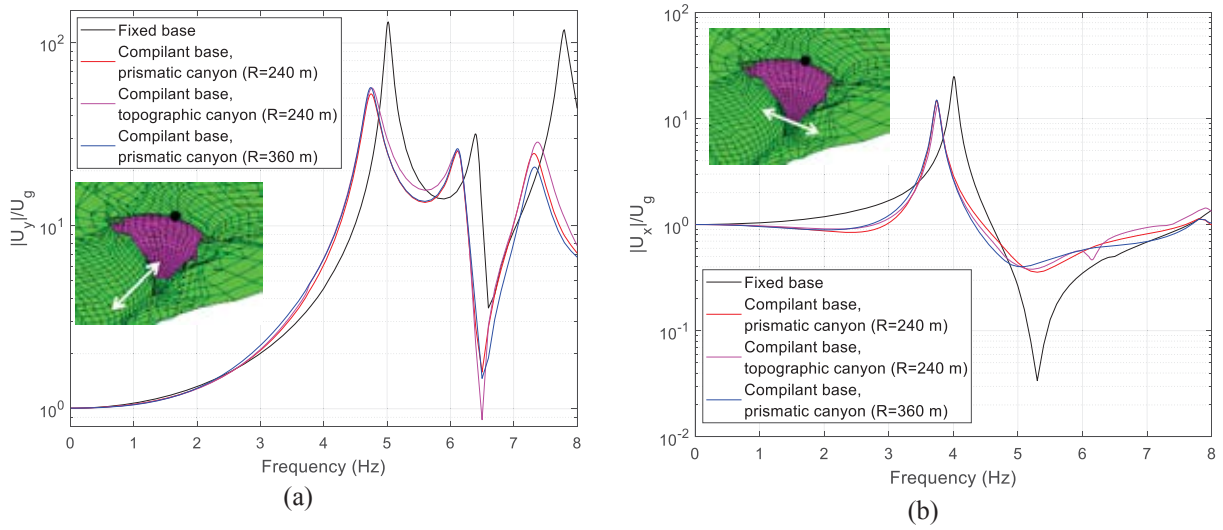 |U_y|/U_g
10^2
10^1
10^0
Fixed base
Compilant base,
prismatic canyon (R=240 m)
Compilant base,
topographic canyon (R=240 m)
Compilant base,
prismatic canyon (R=360 m)
0 1 2 3 4 5 6 7 8
Frequency (Hz)
(a)
|U_x|/U_g
10^2
10^1
10^0
10^-1
10^-2
Fixed base
Compilant base,
prismatic canyon (R=240 m)
Compilant base,
topographic canyon (R=240 m)
Compilant base,
prismatic canyon (R=360 m)
0 1 2 3 4 5 6 7 8
Frequency (Hz)
(b)